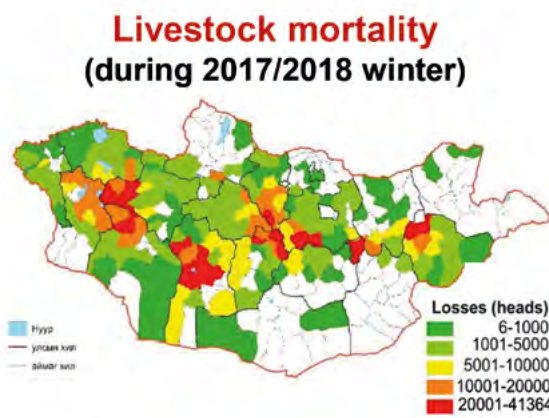 Livestock mortality
(during 2017/2018 winter)
Нуур
улсын хил
аймаг хил
Losses (heads)
6-1000
1001-5000
5001-10000
10001-20000
20001-41364